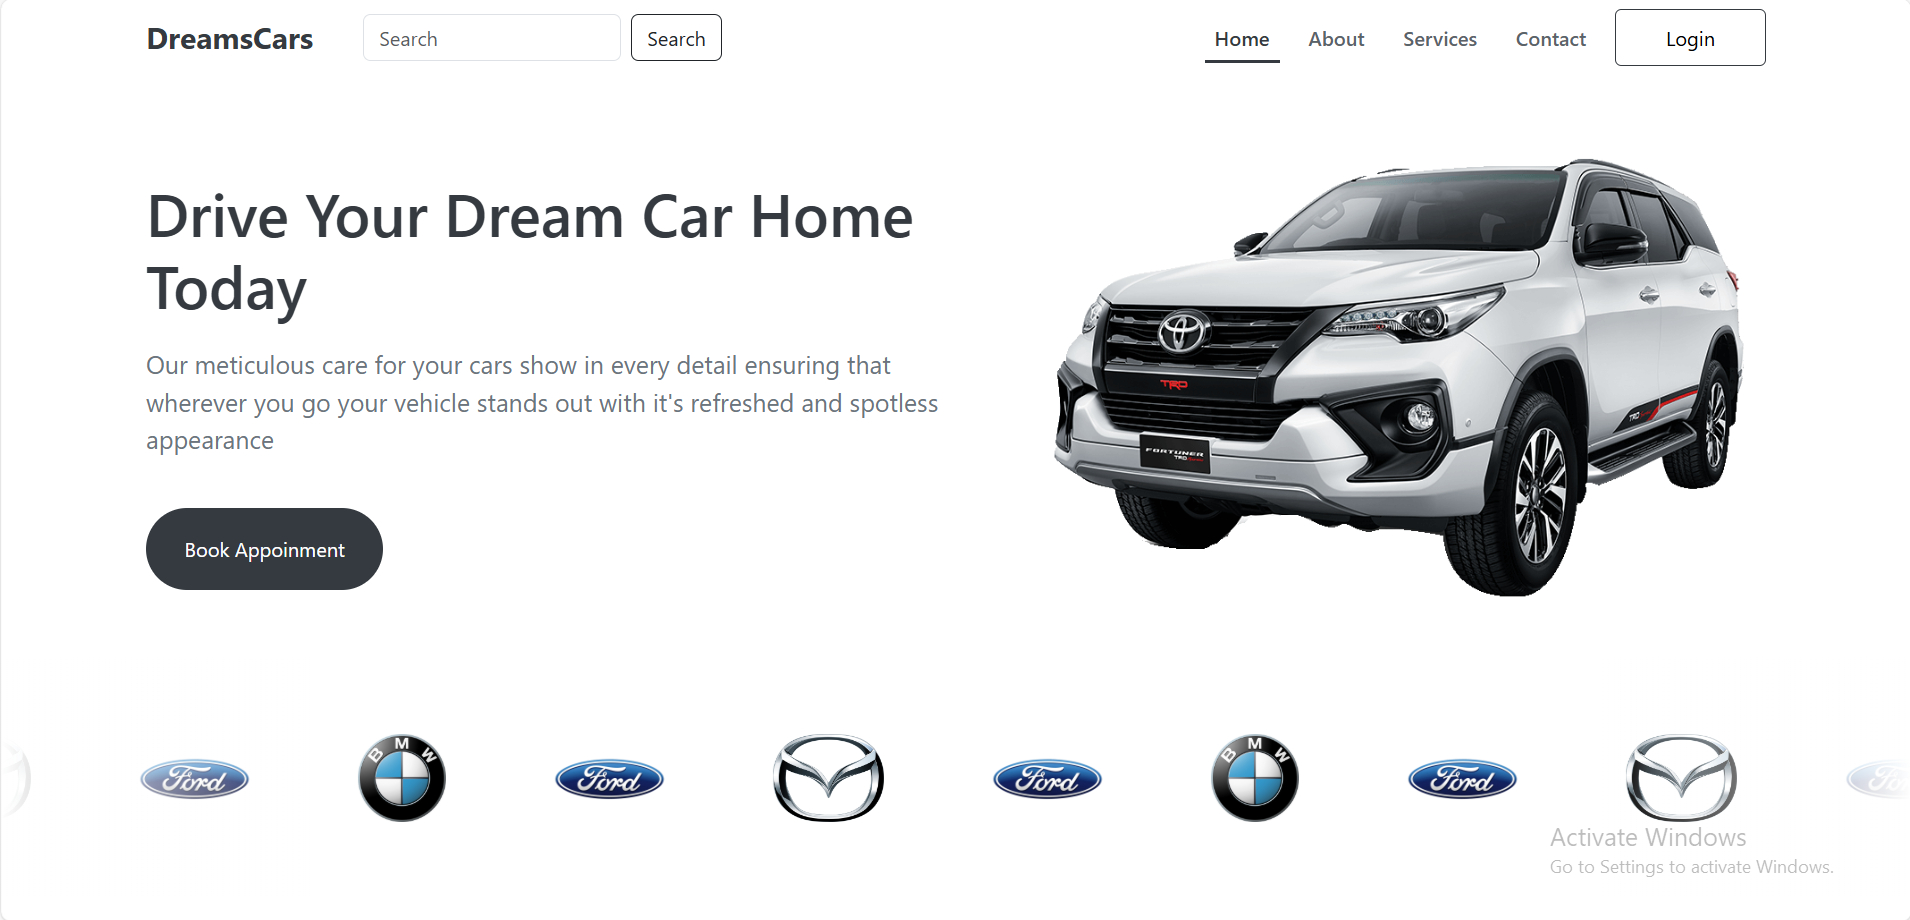 DreamsCars
Search
Search
Home
About
Services
Contact
Login
Drive Your Dream Car Home
Today
Our meticulous care for your cars show in every detail ensuring that
wherever you go your vehicle stands out with it's refreshed and spotless
appearance
Book Appoinment
TRD
FORTUNER
TRD
TRD
Ford
BMW
Ford
Ford
BMW
Ford
Activate Windows
Go to Settings to activate Windows.